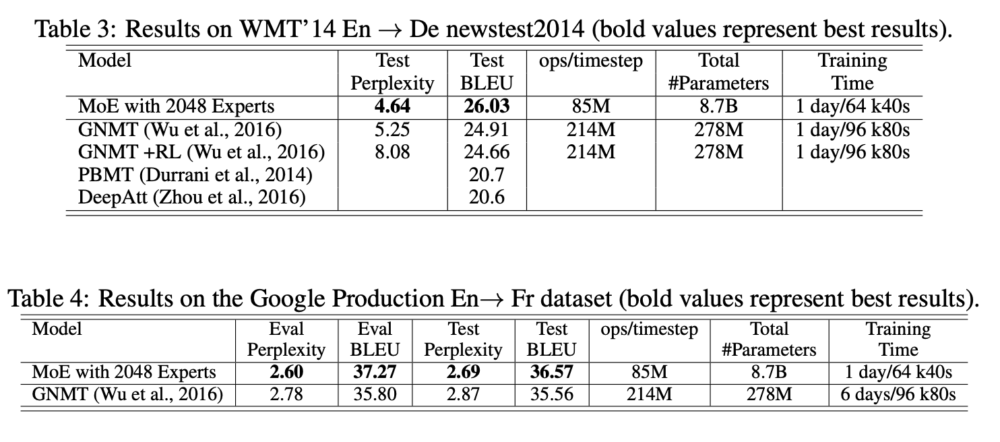 Table 3: Results on WMT’14 En → De newstest2014 (bold values represent best results).
Model Test Perplexity Test BLEU ops/timestep Total #Parameters Training Time
MoE with 2048 Experts 4.64 26.03 85M 8.7B 1 day/64 k40s
GNMT (Wu et al., 2016) 5.25 24.91 214M 278M 1 day/96 k80s
GNMT +RL (Wu et al., 2016) 8.08 24.66 214M 278M 1 day/96 k80s
PBMT (Durrani et al., 2014) 20.7
DeepAtt (Zhou et al., 2016) 20.6
Table 4: Results on the Google Production En→ Fr dataset (bold values represent best results).
Model Eval Perplexity Eval BLEU Test Perplexity Test BLEU ops/timestep Total #Parameters Training Time
MoE with 2048 Experts 2.60 37.27 2.69 36.57 85M 8.7B 1 day/64 k40s
GNMT (Wu et al., 2016) 2.78 35.80 2.87 35.56 214M 278M 6 days/96 k80s